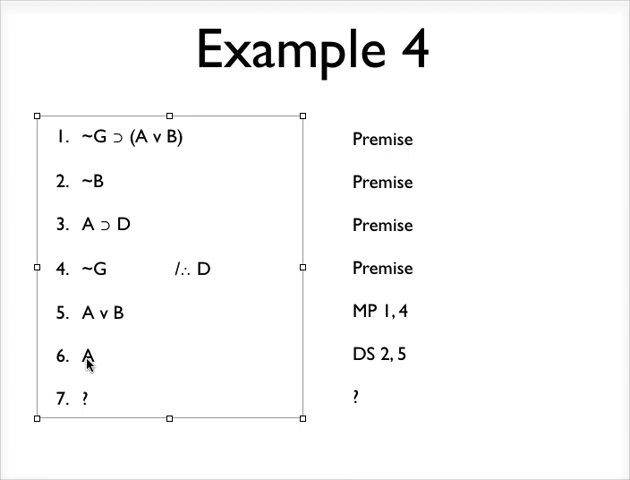 Example 4
1. ~G ⊃ (A v B) Premise
2. ~B Premise
3. A ⊃ D Premise
4. ~G /∴ D Premise
5. A v B MP 1, 4
6. A DS 2, 5
7. ? ?